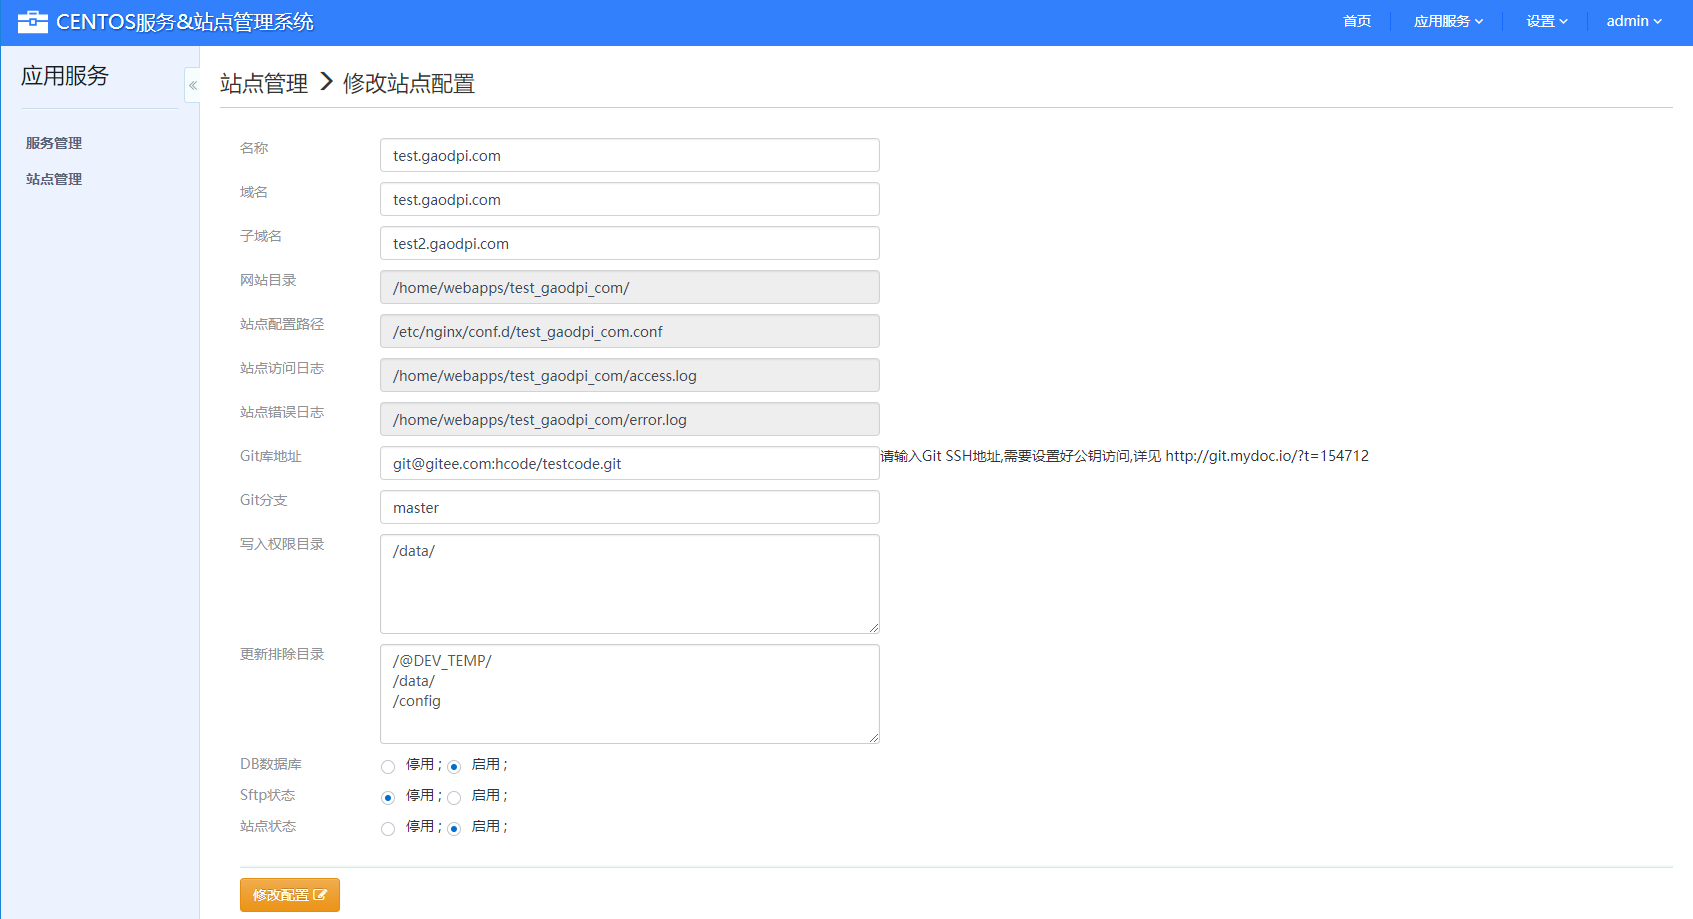 CENTOS服务&站点管理系统
首页 应用服务 设置 admin
应用服务
«
服务管理
站点管理
站点管理 > 修改站点配置
名称 test.gaodpi.com
域名 test.gaodpi.com
子域名 test2.gaodpi.com
网站目录 /home/webapps/test_gaodpi_com/
站点配置路径 /etc/nginx/conf.d/test_gaodpi_com.conf
站点访问日志 /home/webapps/test_gaodpi_com/access.log
站点错误日志 /home/webapps/test_gaodpi_com/error.log
Git库地址 git@gitee.com:hcode/testcode.git 请输入Git SSH地址,需要设置好公钥访问,详见 http://git.mydoc.io/?t=154712
Git分支 master
写入权限目录 /data/
更新排除目录 /@DEV_TEMP/
/data/
/config
DB数据库 停用 ; 启用 ;
Sftp状态 停用 ; 启用 ;
站点状态 停用 ; 启用 ;
修改配置